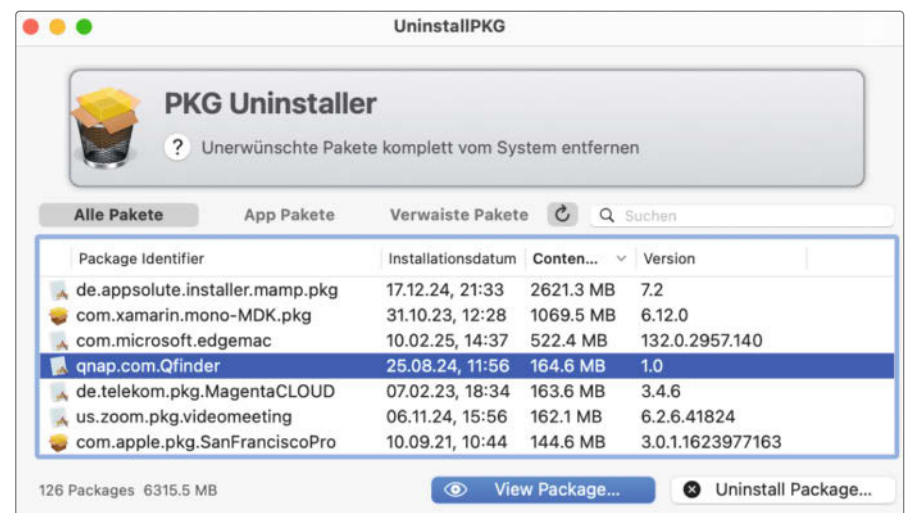 UninstallPKG
PKG Uninstaller
? Unerwünschte Pakete komplett vom System entfernen
Alle Pakete App Pakete Verwaiste Pakete Suchen
Package Identifier Installationsdatum Conten... Version
de.appsolute.installer.mamp.pkg 17.12.24, 21:33 2621.3 MB 7.2
com.xamarin.mono-MDK.pkg 31.10.23, 12:28 1069.5 MB 6.12.0
com.microsoft.edgemac 10.02.25, 14:37 522.4 MB 132.0.2957.140
qnap.com.Qfinder 25.08.24, 11:56 164.6 MB 1.0
de.telekom.pkg.MagentaCLOUD 07.02.23, 18:34 163.6 MB 3.4.6
us.zoom.pkg.videomeeting 06.11.24, 15:56 162.1 MB 6.2.6.41824
com.apple.pkg.SanFranciscoPro 10.09.21, 10:44 144.6 MB 3.0.1.1623977163
126 Packages 6315.5 MB View Package... Uninstall Package...